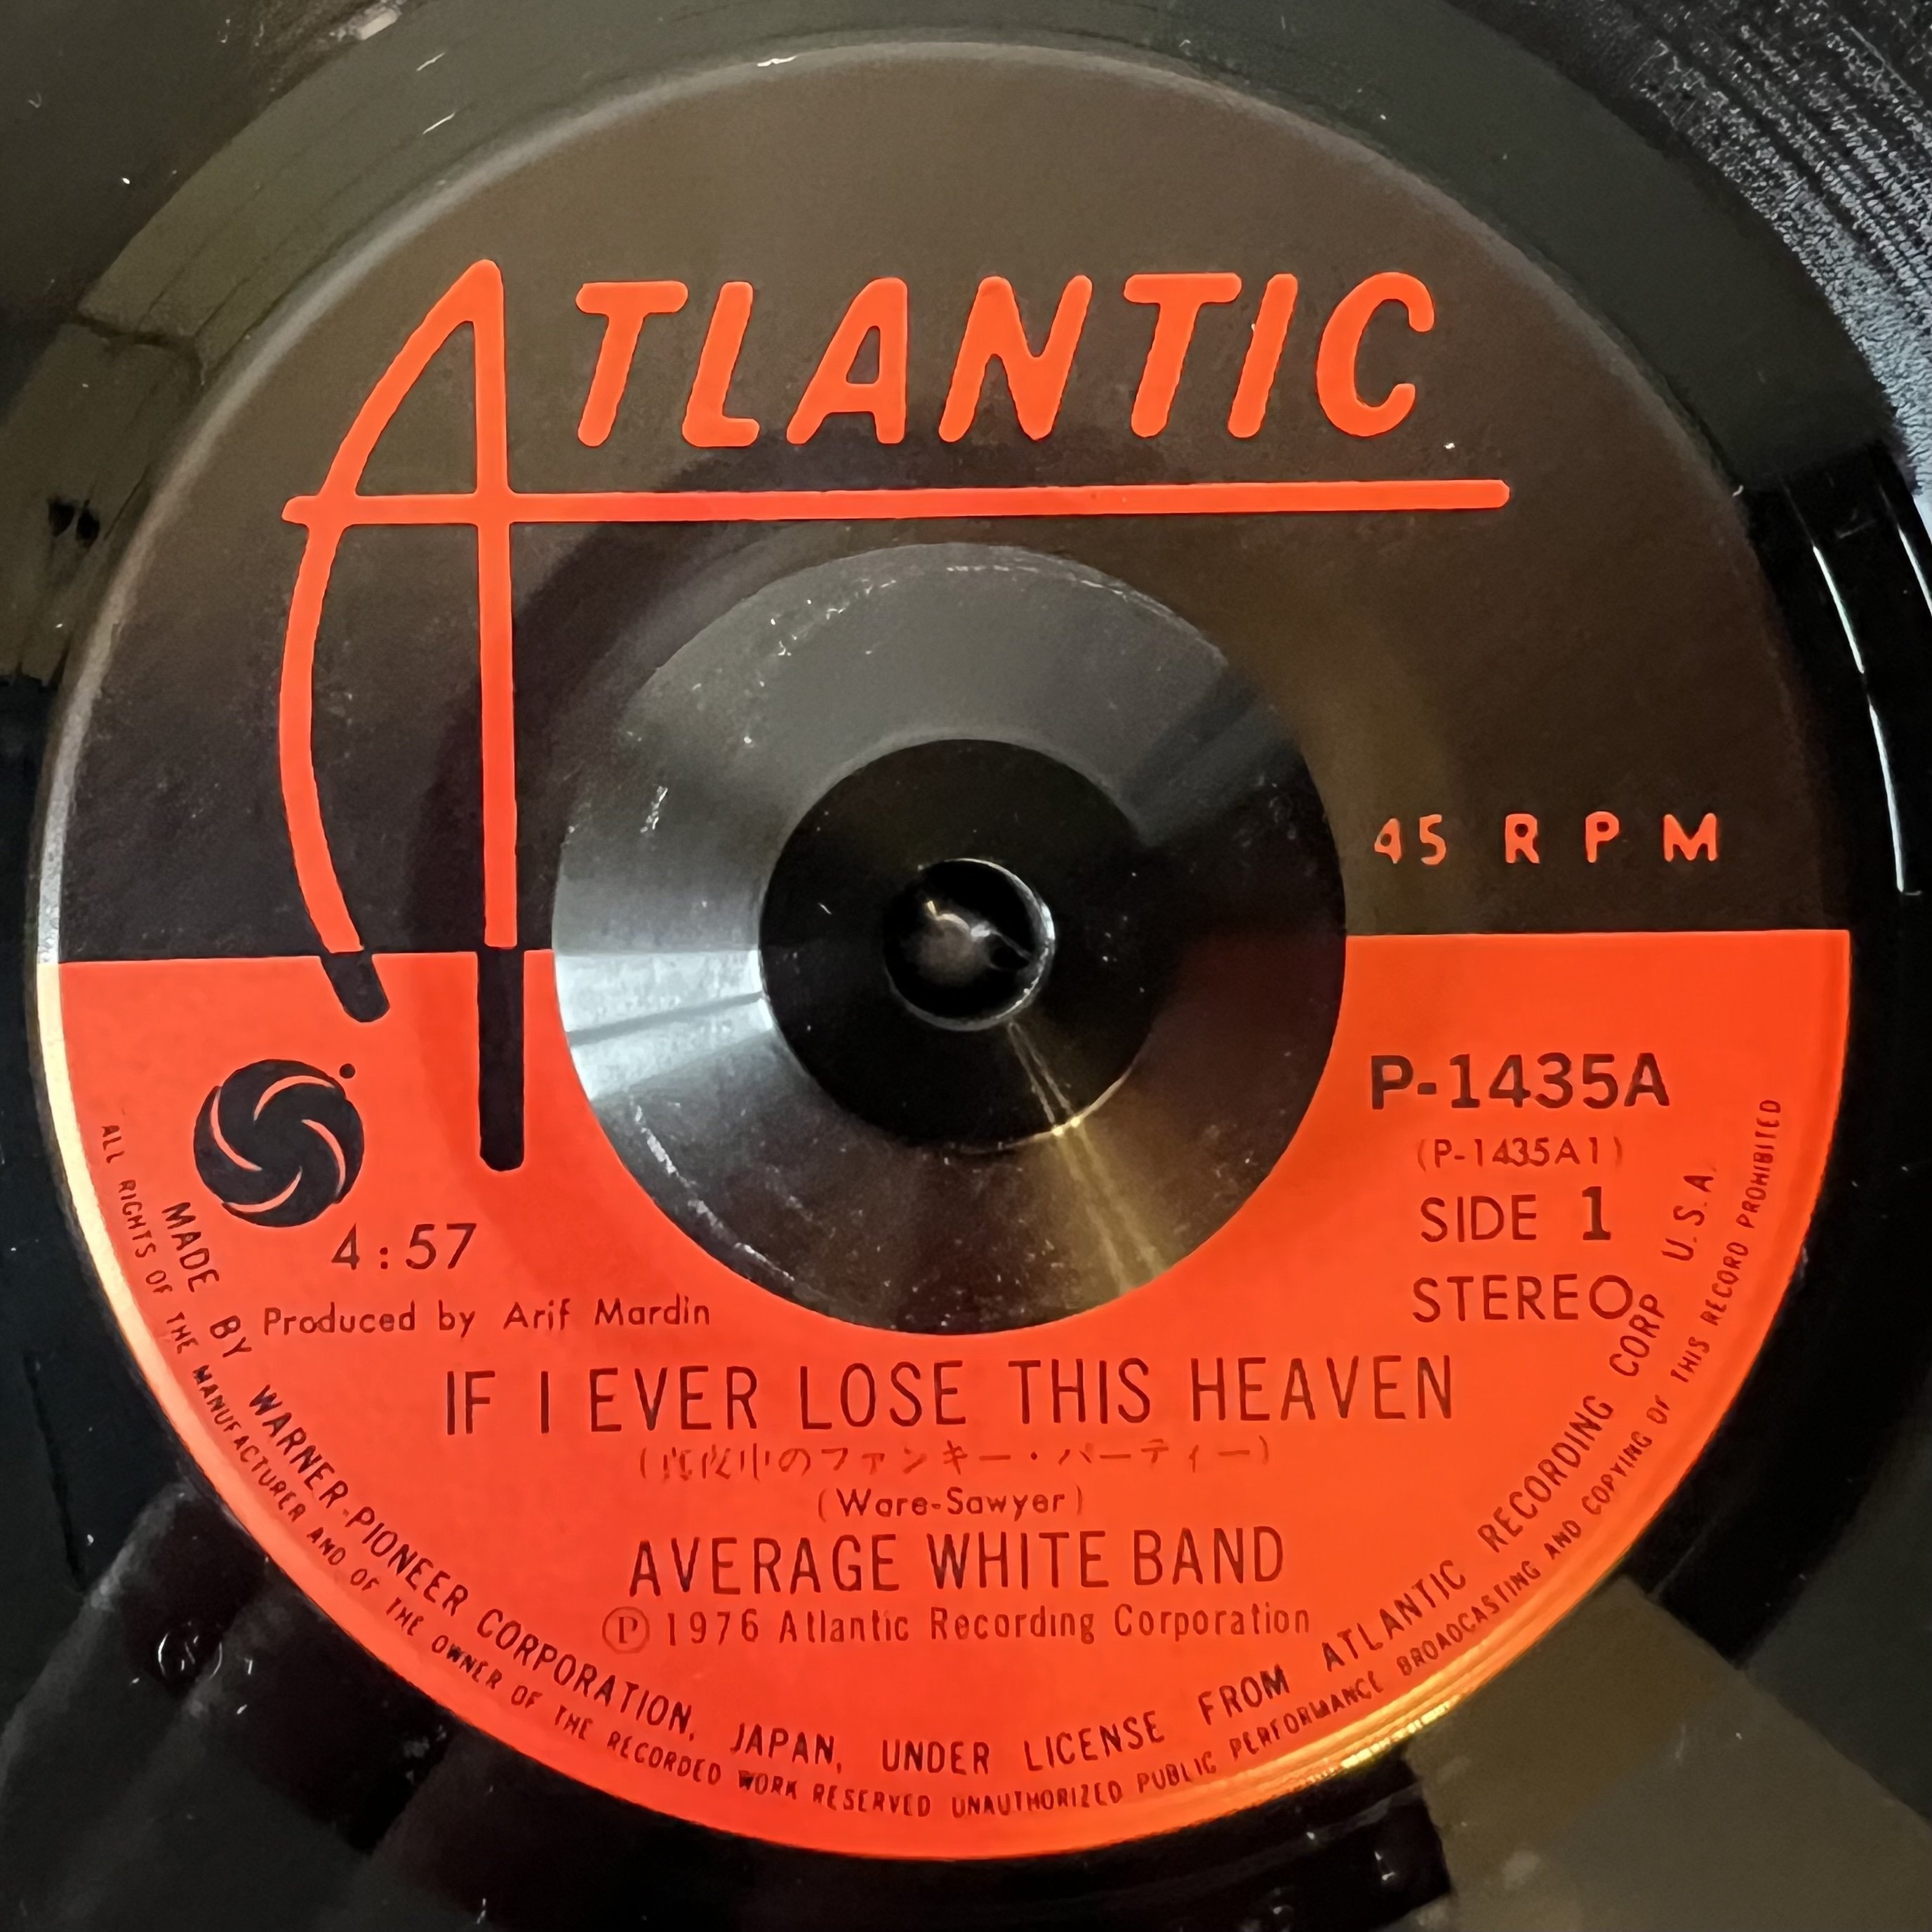 ATLANTIC
45 RPM
P-1435A
(P-1435A1)
SIDE 1
STEREO
4:57
Produced by Arif Mardin
IF I EVER LOSE THIS HEAVEN
(真夜中のファンキー・パーティー)
(Ware-Sawyer)
AVERAGE WHITE BAND
Ⓟ 1976 Atlantic Recording Corporation
MADE BY WARNER-PIONEER CORPORATION, JAPAN, UNDER LICENSE FROM ATLANTIC RECORDING CORP U.S.A.
ALL RIGHTS OF THE MANUFACTURER AND OF THE OWNER OF THE RECORDED WORK RESERVED UNAUTHORIZED PUBLIC PERFORMANCE BROADCASTING AND COPYING OF THIS RECORD PROHIBITED